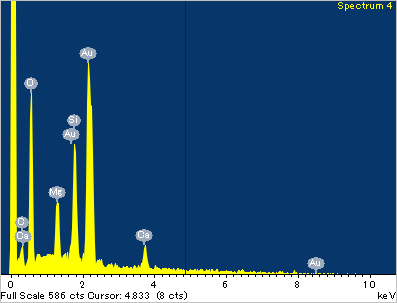 Spectrum 4
Au
O
Si
Au
Mg
C
Ca
Ca
Au
0 2 4 6 8 10
Full Scale 586 cts Cursor: 4.833 (8 cts) keV